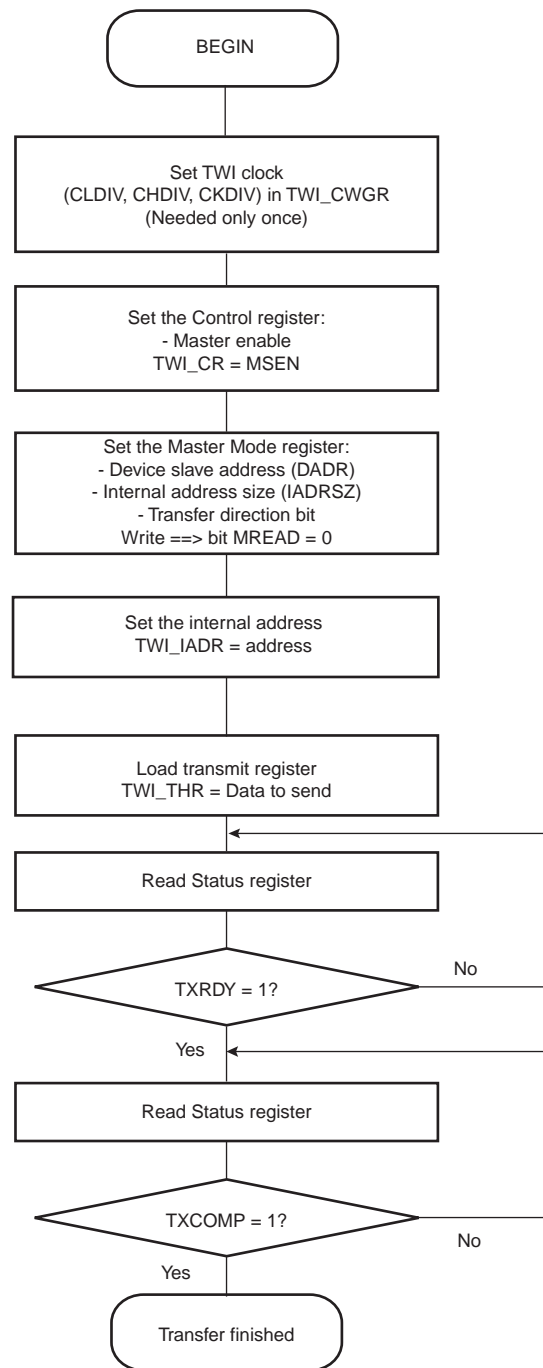 BEGIN
Set TWI clock
(CLDIV, CHDIV, CKDIV) in TWI_CWGR
(Needed only once)
Set the Control register:
- Master enable
TWI_CR = MSEN
Set the Master Mode register:
- Device slave address (DADR)
- Internal address size (IADRSZ)
- Transfer direction bit
Write ==> bit MREAD = 0
Set the internal address
TWI_IADR = address
Load transmit register
TWI_THR = Data to send
Read Status register
No
TXRDY = 1?
Yes
Read Status register
TXCOMP = 1?
No
Yes
Transfer finished